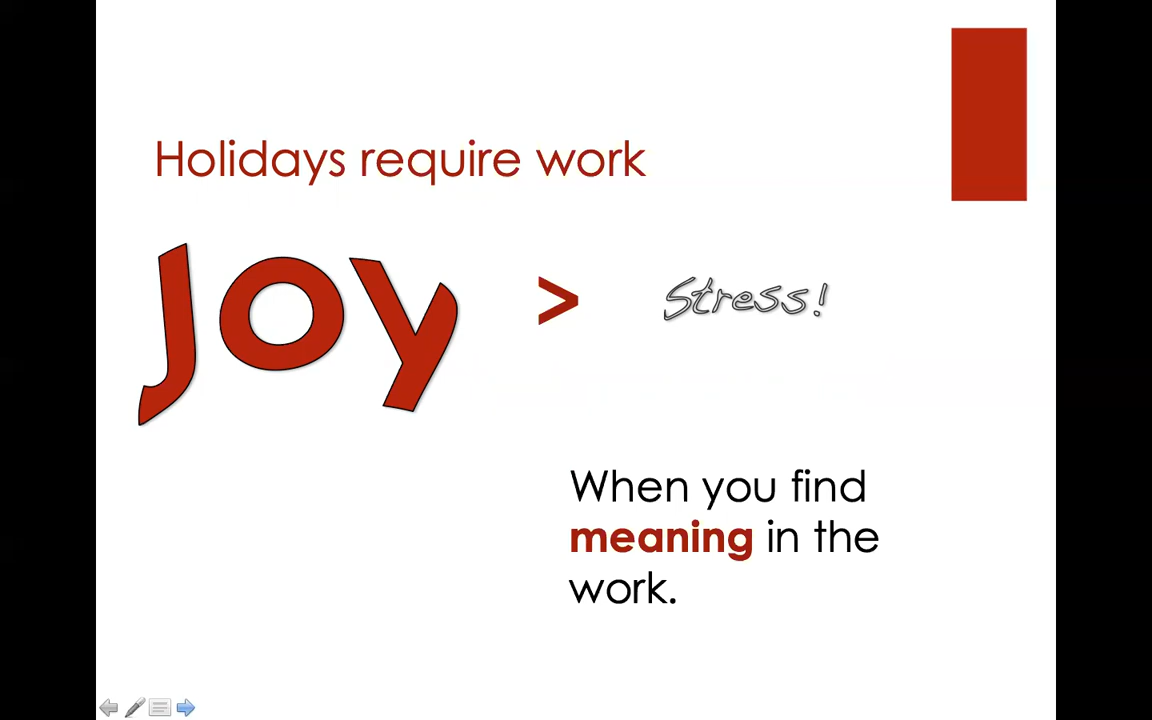 Holidays require work
Joy > Stress!
When you find
meaning in the
work.